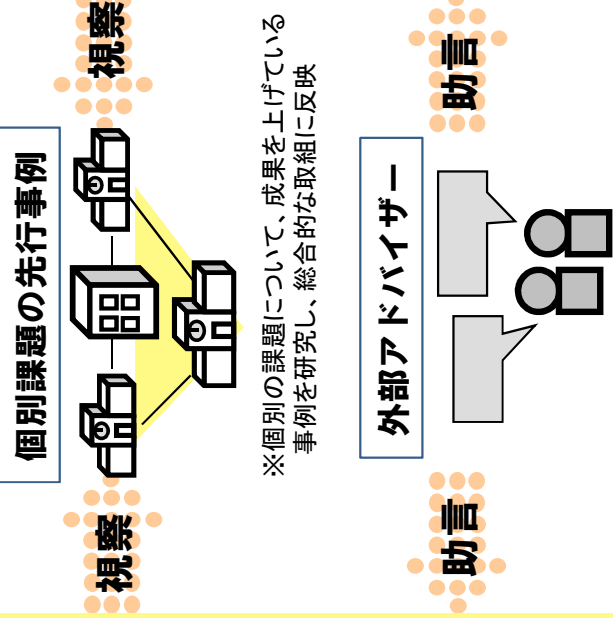 視察
個別課題の先行事例
視察
※個別の課題について、成果を上げている
事例を研究し、総合的な取組に反映
助言
外部アドバイザー
助言